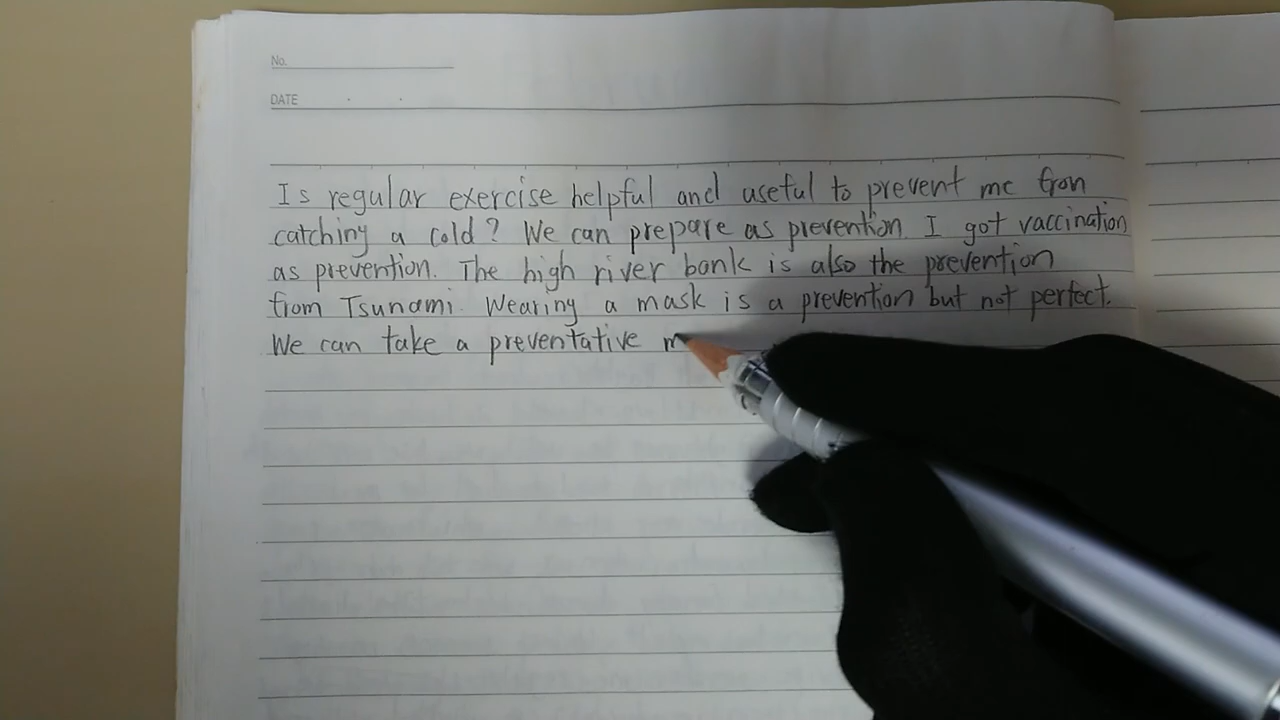 No.
DATE
Is regular exercise helpful and useful to prevent me from
catching a cold? We can prepare as prevention. I got vaccination
as prevention. The high river bank is also the prevention
from Tsunami. Wearing a mask is a prevention but not perfect.
We can take a preventative m